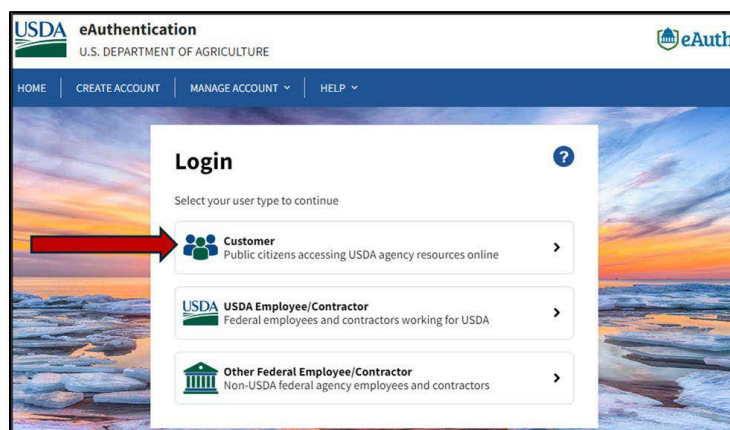 USDA
eAuthentication
U.S. DEPARTMENT OF AGRICULTURE
eAuth
HOME
CREATE ACCOUNT
MANAGE ACCOUNT
HELP
Login
?
Select your user type to continue
Customer
Public citizens accessing USDA agency resources online
USDA
USDA Employee/Contractor
Federal employees and contractors working for USDA
Other Federal Employee/Contractor
Non-USDA federal agency employees and contractors